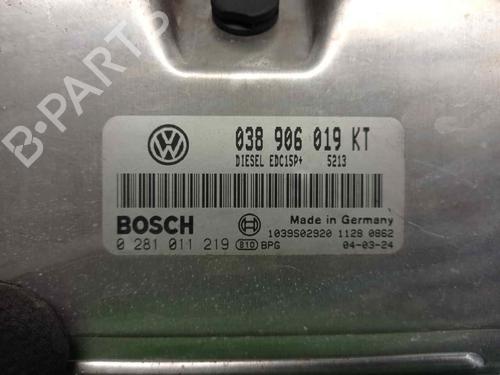 B-PARTS
038 906 019 KT
DIESEL EDC15P+ 5213
BOSCH
Made in Germany
1039S02920 1128 0862
0 281 011 219 810 BPG 04-03-24